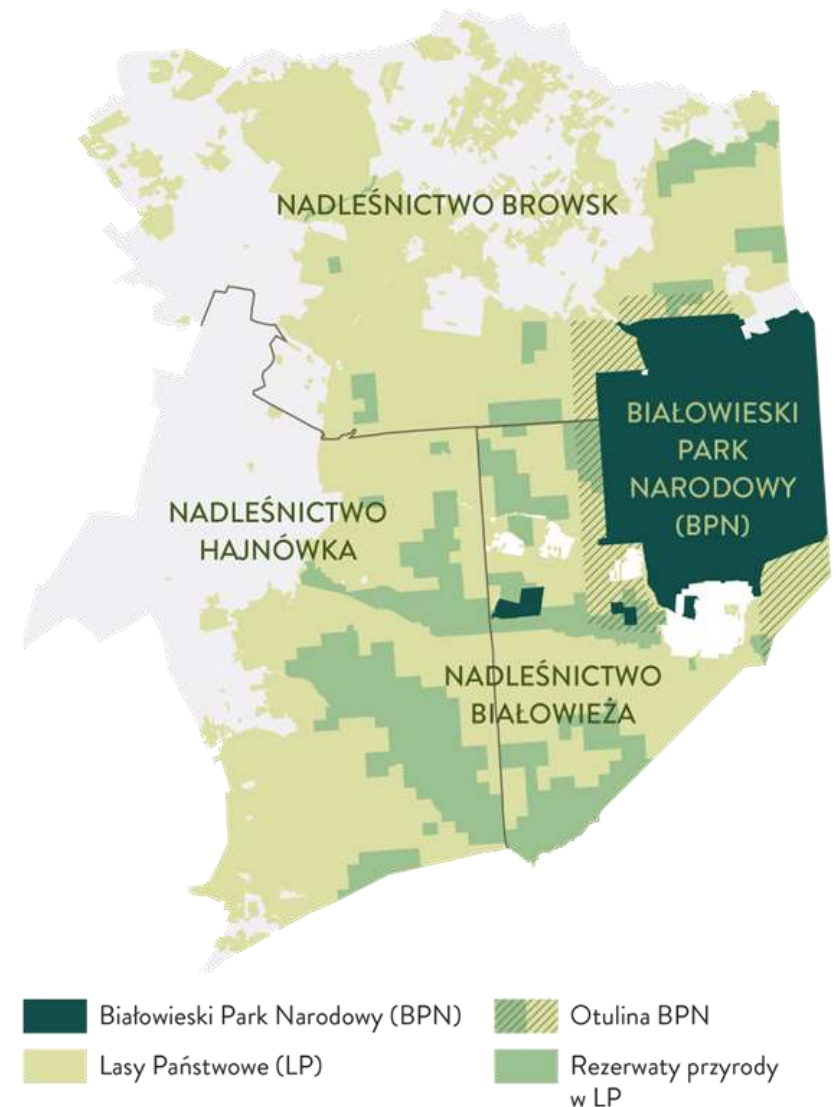 NADLEŚNICTWO BROWSK
BIAŁOWIESKI
PARK
NARODOWY
(BPN)
NADLEŚNICTWO
HAJNÓWKA
NADLEŚNICTWO
BIAŁOWIEŻA
Białowieski Park Narodowy (BPN)
Lasy Państwowe (LP)
Otulina BPN
Rezerwaty przyrody
w LP